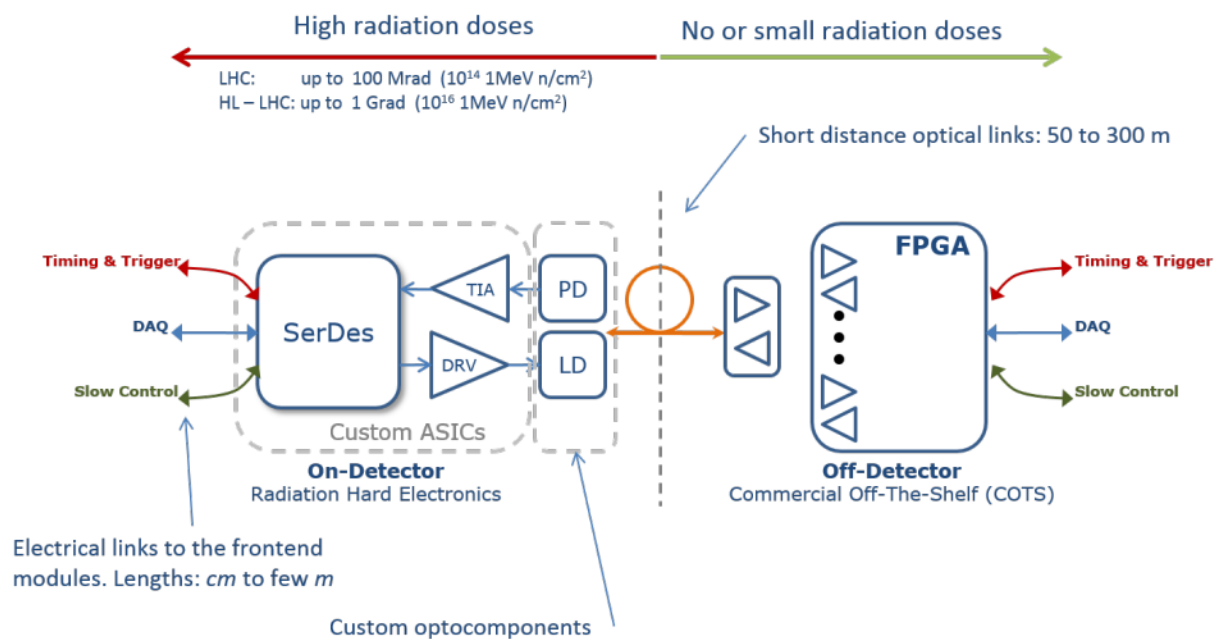 High radiation doses
No or small radiation doses
LHC: up to 100 Mrad (10¹⁴ 1MeV n/cm²)
HL – LHC: up to 1 Grad (10¹⁶ 1MeV n/cm²)
Short distance optical links: 50 to 300 m
FPGA
Timing & Trigger
DAQ
Slow Control
SerDes
TIA
DRV
PD
LD
Custom ASICs
Timing & Trigger
DAQ
Slow Control
On-Detector
Radiation Hard Electronics
Off-Detector
Commercial Off-The-Shelf (COTS)
Electrical links to the frontend
modules. Lengths: cm to few m
Custom optocomponents